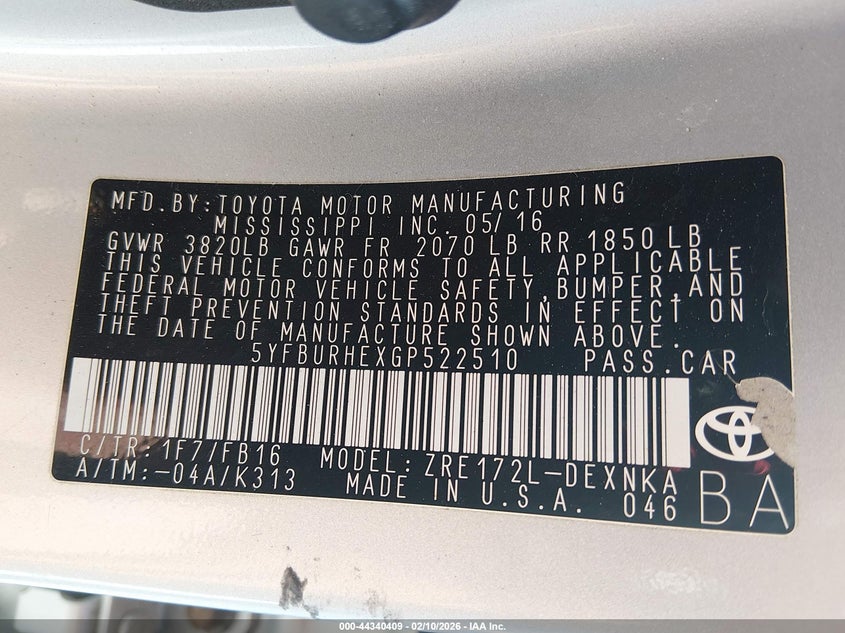 MFD.BY:TOYOTA MOTOR MANUFACTURING
MISSISSIPPI INC. 05/16
GVWR 3820LB GAWR FR 2070 LB RR 1850 LB
THIS VEHICLE CONFORMS TO ALL APPLICABLE
FEDERAL MOTOR VEHICLE SAFETY,BUMPER,AND
THEFT PREVENTION STANDARDS IN EFFECT ON
THE DATE OF MANUFACTURE SHOWN ABOVE.
5YFBURHEXGP522510 PASS.CAR
C/TR:1F7/FB16 MODEL:ZRE172L-DEXNKA
A/TM:-04A/K313 MADE IN U.S.A. 046 BA
000-44340409 - 02/10/2026 - IAA Inc.